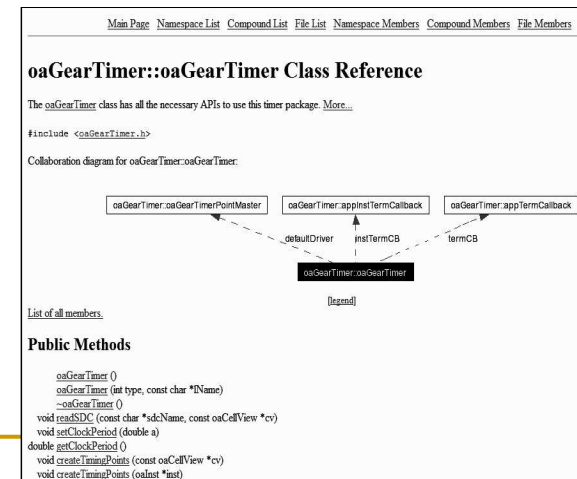 Main Page Namespace List Compound List File List Namespace Members Compound Members File Members
oaGearTimer::oaGearTimer Class Reference
The oaGearTimer class has all the necessary APIs to use this timer package. More...
#include <oaGearTimer.h>
Collaboration diagram for oaGearTimer::oaGearTimer:
oaGearTimer::oaGearTimerPointMaster oaGearTimer::appInstTermCallback oaGearTimer::appTermCallback
defaultDriver instTermCB termCB
oaGearTimer::oaGearTimer
[legend]
List of all members.
Public Methods
oaGearTimer ()
oaGearTimer (int type, const char *lName)
~oaGearTimer ()
void readSDC (const char *sdcName, const oaCellView *cv)
void setClockPeriod (double a)
double getClockPeriod ()
void createTimingPoints (const oaCellView *cv)
void createTimingPoints (oaInst *inst)